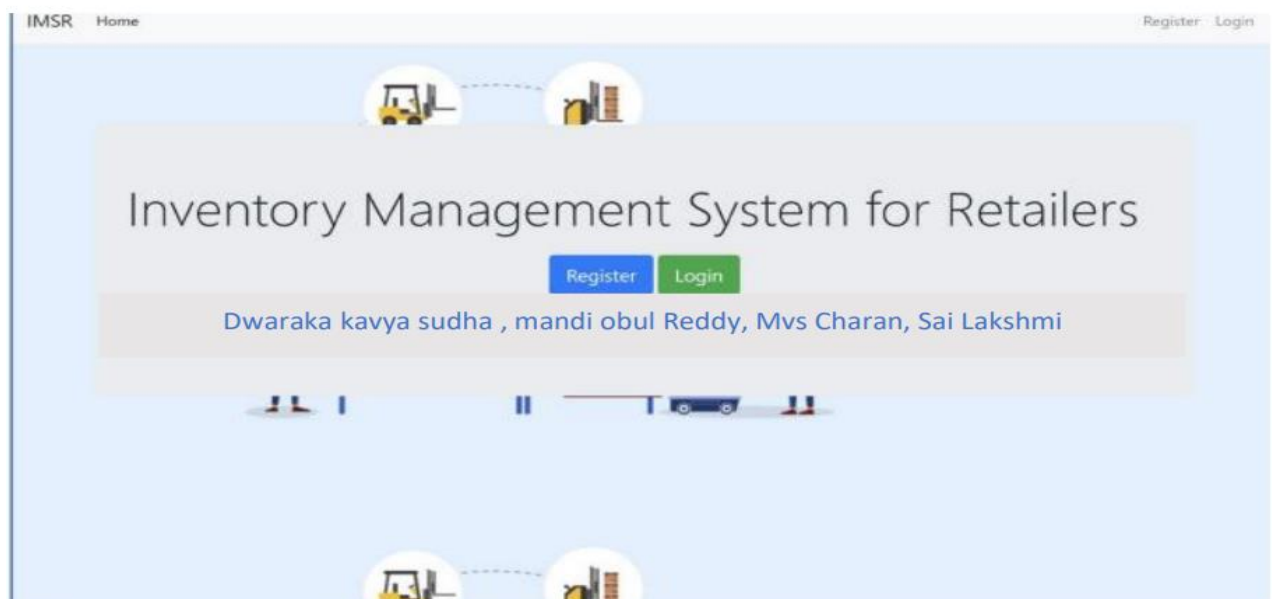 IMSR Home Register Login
Inventory Management System for Retailers
Register Login
Dwaraka kavya sudha , mandi obul Reddy, Mvs Charan, Sai Lakshmi